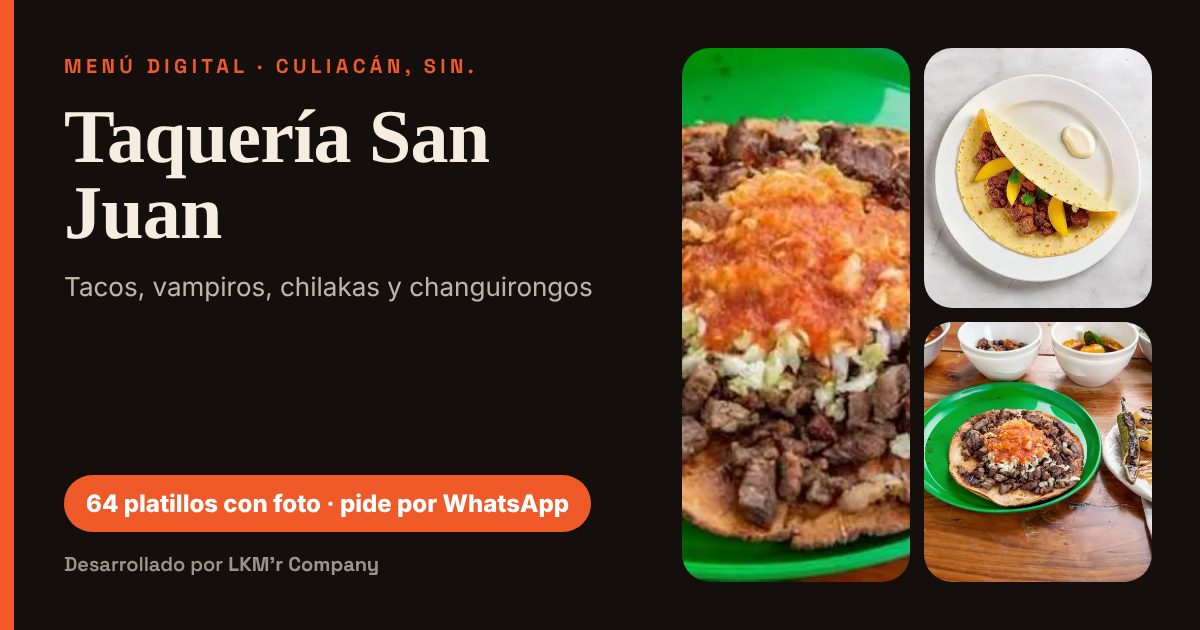 MENÚ DIGITAL · CULIACÁN, SIN.
Taquería San
Juan
Tacos, vampiros, chilakas y changuirongos
64 platillos con foto · pide por WhatsApp
Desarrollado por LKM’r Company